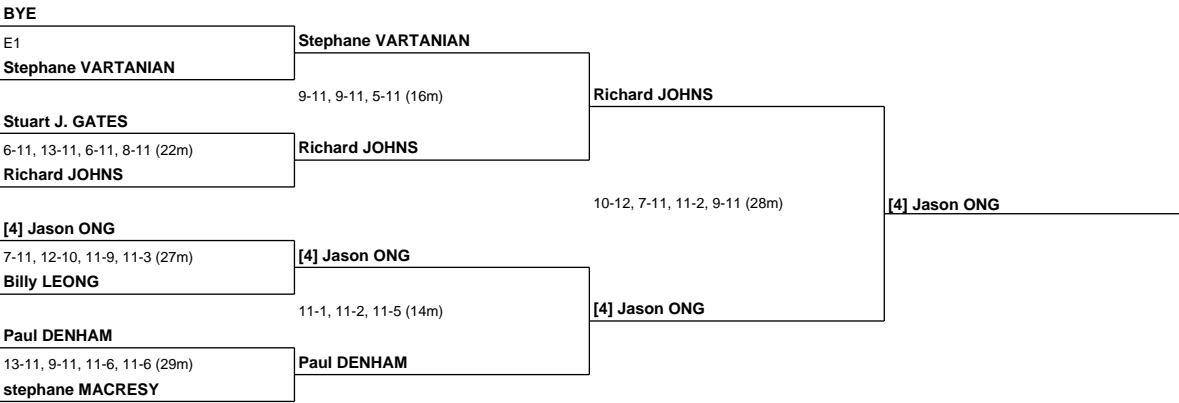 BYE
E1
Stephane VARTANIAN
Stuart J. GATES
6-11, 13-11, 6-11, 8-11 (22m)
Richard JOHNS
[4] Jason ONG
7-11, 12-10, 11-9, 11-3 (27m)
Billy LEONG
Paul DENHAM
13-11, 9-11, 11-6, 11-6 (29m)
stephane MACRESY
Stephane VARTANIAN
9-11, 9-11, 5-11 (16m)
Richard JOHNS
[4] Jason ONG
11-1, 11-2, 11-5 (14m)
Paul DENHAM
Richard JOHNS
10-12, 7-11, 11-2, 9-11 (28m)
[4] Jason ONG
[4] Jason ONG